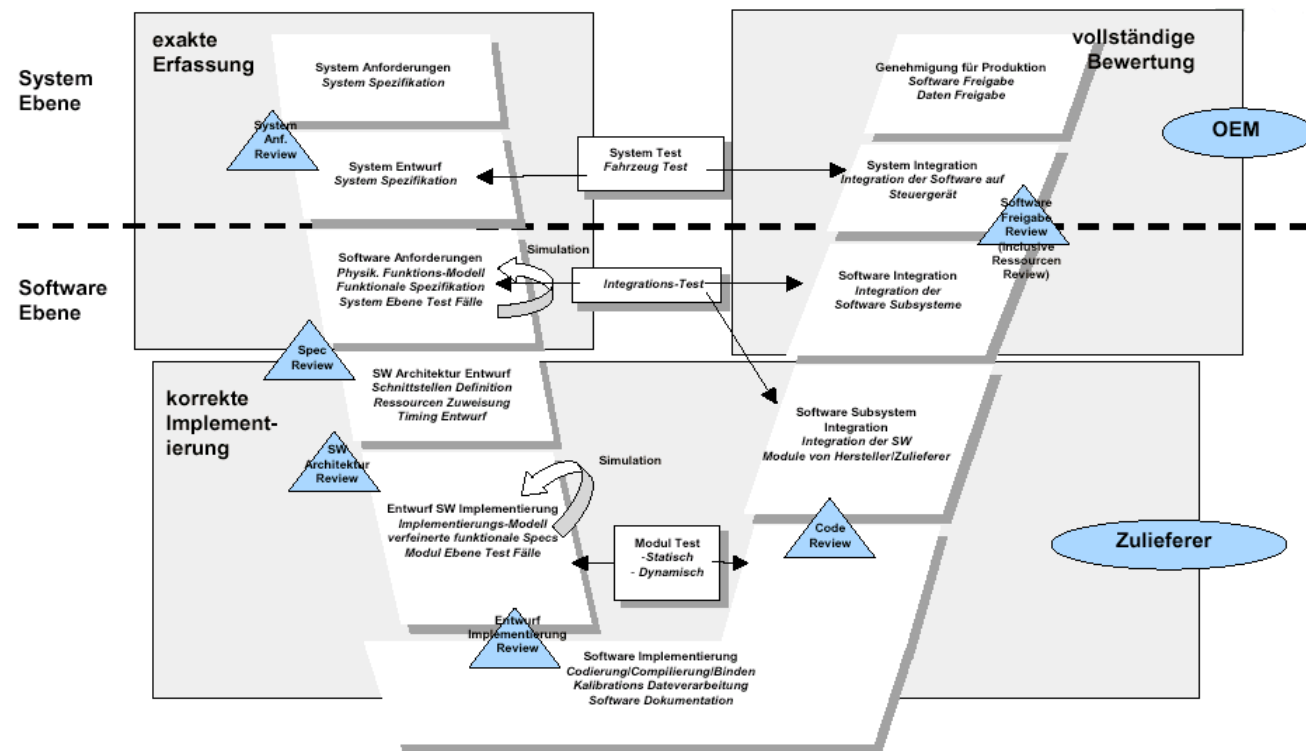 exakte
Erfassung
vollständige
Bewertung
System
Ebene
System Anforderungen
System Spezifikation
Genehmigung für Produktion
Software Freigabe
Daten Freigabe
System
Anf.
Review
OEM
System Entwurf
System Spezifikation
System Test
Fahrzeug Test
System Integration
Integration der Software auf
Steuergerät
Software
Freigabe
Review
(inclusive
Ressourcen
Review)
Software
Ebene
Software Anforderungen
Physik. Funktions-Modell
Funktionale Spezifikation
System Ebene Test Fälle
Simulation
Integrations-Test
Software Integration
Integration der
Software Subsysteme
Spec
Review
korrekte
Implement-
ierung
SW Architektur Entwurf
Schnittstellen Definition
Ressourcen Zuweisung
Timing Entwurf
Software Subsystem
Integration
Integration der SW
Module von Hersteller/Zulieferer
SW
Architektur
Review
Simulation
Entwurf SW Implementierung
Implementierungs-Modell
verfeinerte funktionale Specs
Modul Ebene Test Fälle
Modul Test
-Statisch
- Dynamisch
Code
Review
Zulieferer
Entwurf
Implementierung
Review
Software Implementierung
Codierung/Compilierung/Binden
Kalibrations Dateverarbeitung
Software Dokumentation